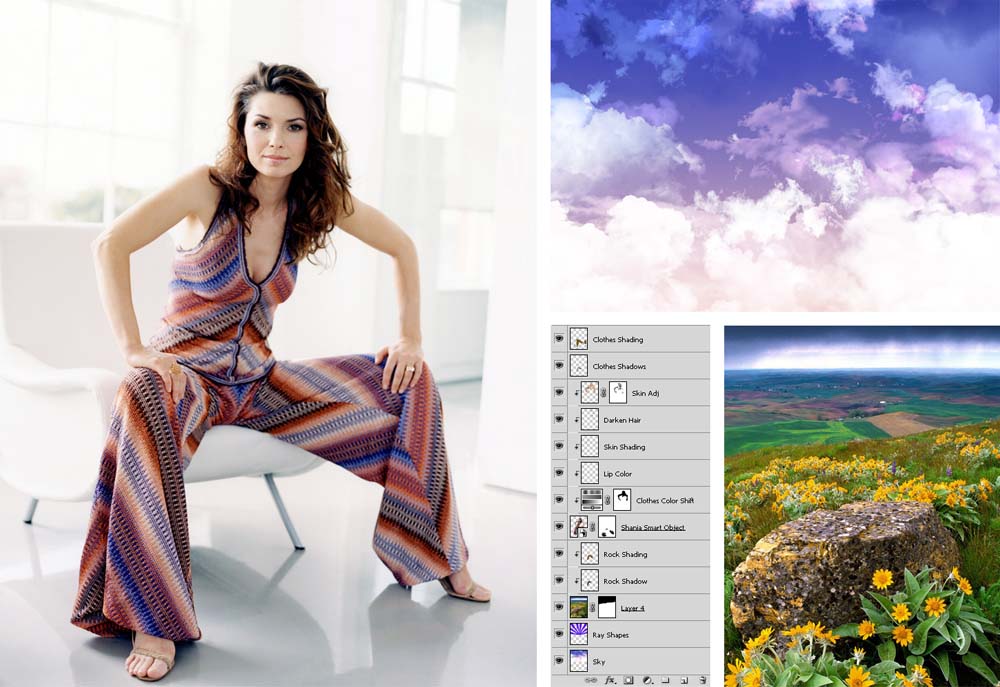 Clothes Shading
Clothes Shadows
Skin Adj
Darken Hair
Skin Shading
Lip Color
Clothes Color Shift
Shania Smart Object
Rock Shading
Rock Shadow
Layer 4
Ray Shapes
Sky
fx